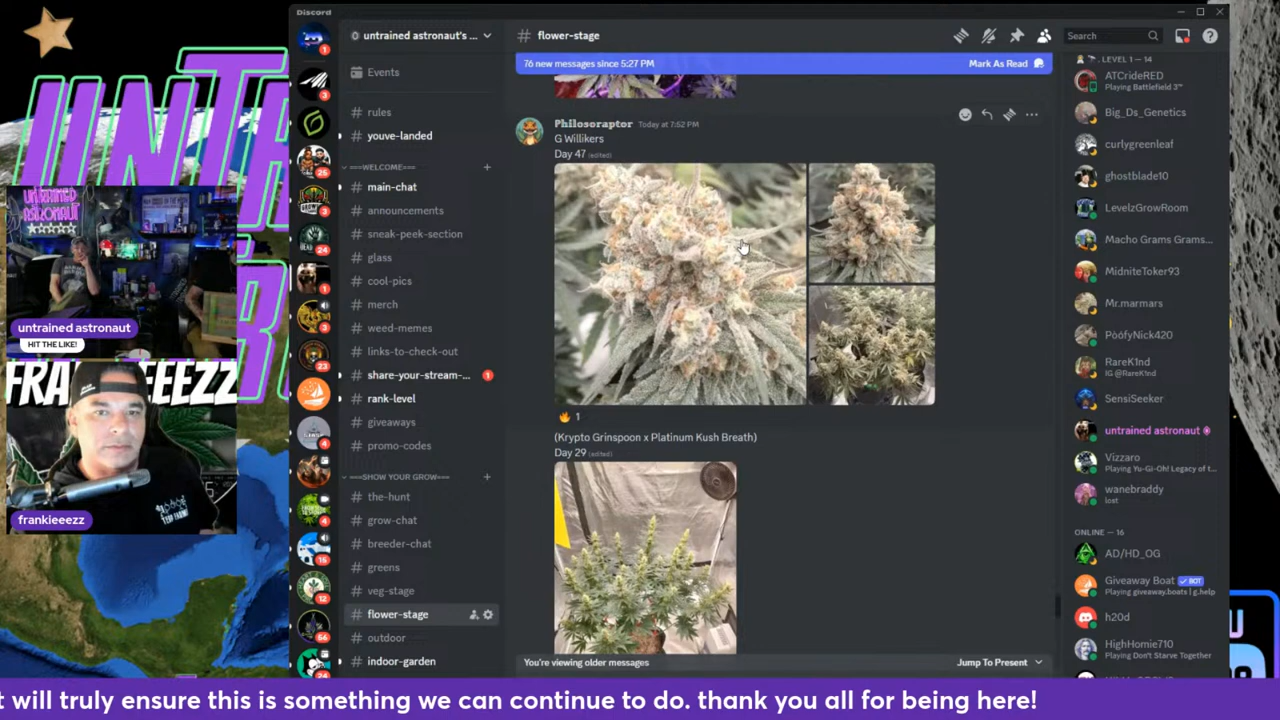 Discord
untrained astronaut's ...
flower-stage
Search
76 new messages since 5:27 PM
Mark As Read
Events
rules
youve-landed
===WELCOME===
main-chat
announcements
sneak-peek-section
glass
cool-pics
merch
weed-memes
links-to-check-out
share-your-stream-...
1
rank-level
giveaways
promo-codes
===SHOW YOUR GROW===
the-hunt
grow-chat
breeder-chat
greens
veg-stage
flower-stage
outdoor
indoor-garden
Philosoraptor Today at 7:52 PM
G Willikers
Day 47 (edited)
1
(Krypto Grinspoon x Platinum Kush Breath)
Day 29 (edited)
You're viewing older messages
Jump To Present
LEVEL 1 — 14
ATCrideRED
Playing Battlefield 3™
Big_Ds_Genetics
curlygreenleaf
ghostblade10
LevelzGrowRoom
Macho Grams Grams...
MidniteToker93
Mr.marmars
PòófyNick420
RareK1nd
IG @RareK1nd
SensiSeeker
untrained astronaut
Vizzaro
Playing Yu-Gi-Oh! Legacy of t...
wanebraddy
lost
ONLINE — 16
AD/HD_OG
Giveaway Boat BOT
Playing giveaway.boats | g.help
h20d
HighHomie710
Playing Don't Starve Together
UNTRAINED ASTRONAUT
untrained astronaut
HIT THE LIKE!
FRANKIEEEZZ
frankieeezz
t will truly ensure this is something we can continue to do. thank you all for being here!